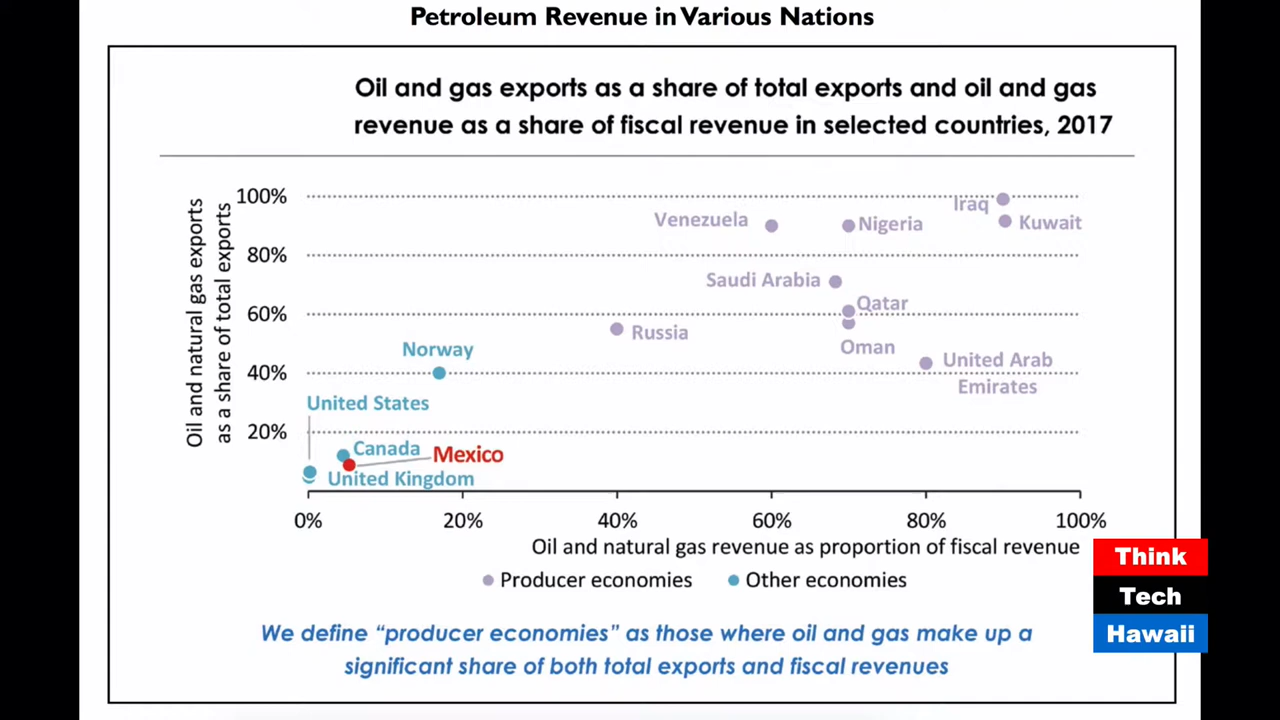 Petroleum Revenue in Various Nations
Oil and gas exports as a share of total exports and oil and gas
revenue as a share of fiscal revenue in selected countries, 2017
Oil and natural gas exports
as a share of total exports
100%
80%
60%
40%
20%
Iraq
Venezuela
Nigeria
Kuwait
Saudi Arabia
Qatar
Russia
Oman
Norway
United Arab
Emirates
United States
Canada
Mexico
United Kingdom
0%
20%
40%
60%
80%
100%
Oil and natural gas revenue as proportion of fiscal revenue
Producer economies
Other economies
We define “producer economies” as those where oil and gas make up a
significant share of both total exports and fiscal revenues
Think
Tech
Hawaii